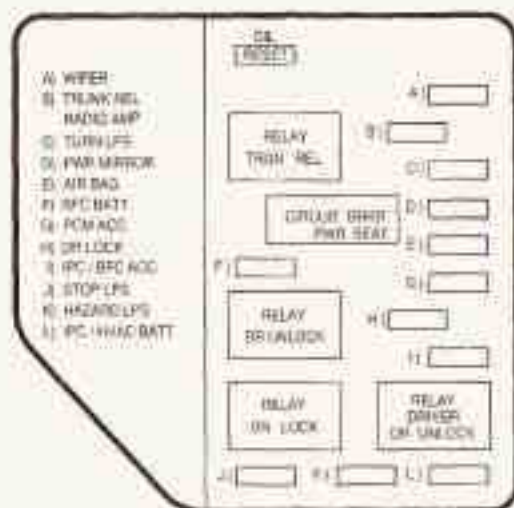 A) WIPER
B) TRUNK REL
RADIO AMP
C) TURN LPS
D) PWR MIRROR
E) AIR BAG
F) BFC BATT
G) PCM ACC
H) DR LOCK
I) IPC / BFC ACC
J) STOP LPS
K) HAZARD LPS
L) IPC / HVAC BATT
OIL
RESET
A)
RELAY
TRUN REL
B)
C)
CIRCUIT BRKR
PWR SEAT
D)
E)
F)
G)
RELAY
DR UNLOCK
H)
I)
RELAY
DR LOCK
RELAY
DRIVER
DR UNLOCK
J)
K)
L)